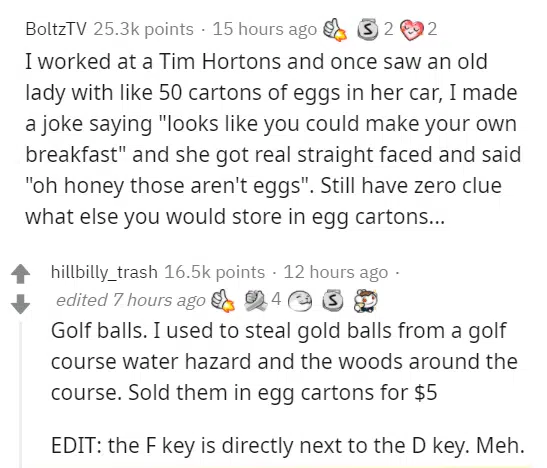 BoltzTV 25.3k points · 15 hours ago S 2 2
I worked at a Tim Hortons and once saw an old
lady with like 50 cartons of eggs in her car, I made
a joke saying "looks like you could make your own
breakfast" and she got real straight faced and said
"oh honey those aren't eggs". Still have zero clue
what else you would store in egg cartons...
hillbilly_trash 16.5k points · 12 hours ago ·
edited 7 hours ago 4 S
Golf balls. I used to steal gold balls from a golf
course water hazard and the woods around the
course. Sold them in egg cartons for $5
EDIT: the F key is directly next to the D key. Meh.